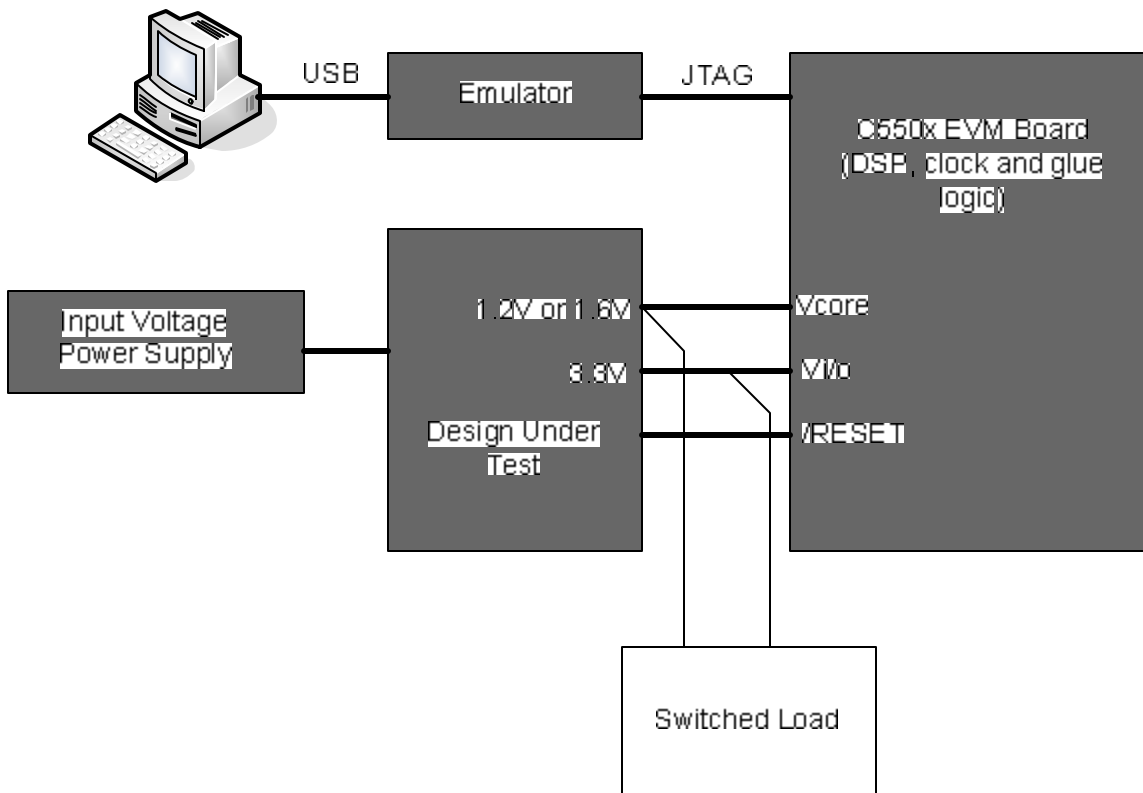 USB
Emulator
JTAG
C550x EVM Board
(DSP, clock and glue
logic)
Input Voltage
Power Supply
1.2V or 1.6V
3.3V
Design Under
Test
Vcore
VI/o
/RESET
Switched Load